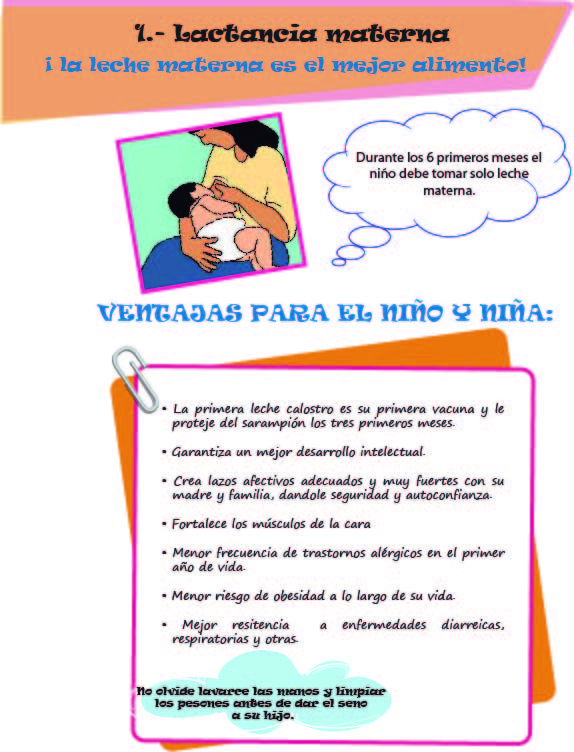 1.- Lactancia materna
¡ la leche materna es el mejor alimento!
Durante los 6 primeros meses el
niño debe tomar solo leche
materna.
VENTAJAS PARA EL NIÑO Y NIÑA:
• La primera leche calostro es su primera vacuna y le
proteje del sarampión los tres primeros meses.
• Garantiza un mejor desarrollo intelectual.
• Crea lazos afectivos adecuados y muy fuertes con su
madre y familia, dandole seguridad y autoconfianza.
• Fortalece los músculos de la cara
• Menor frecuencia de trastornos alérgicos en el primer
año de vida.
• Menor riesgo de obesidad a lo largo de su vida.
• Mejor resitencia a enfermedades diarreicas,
respiratorias y otras.
No olvide lavarce las manos y limpiar
los pesones antes de dar el seno
a su hijo.